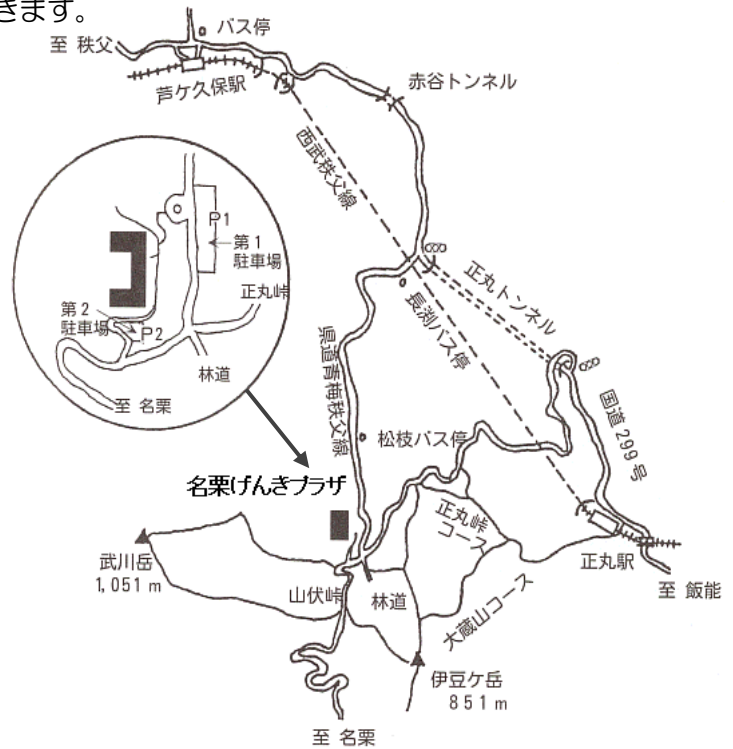 きます。
バス停
至 秩父
芦ケ久保駅
赤谷トンネル
西武秩父線
P1
第1
駐車場
正丸峠
第2
駐車場
P2
林道
至 名栗
正丸トンネル
長渕バス停
県道青梅秩父線
国道299号
松枝バス停
名栗げんきプラザ
正丸峠
コース
正丸駅
武川岳
1,051m
山伏峠
林道
大蔵山コース
至 飯能
伊豆ケ岳
851m
至 名栗